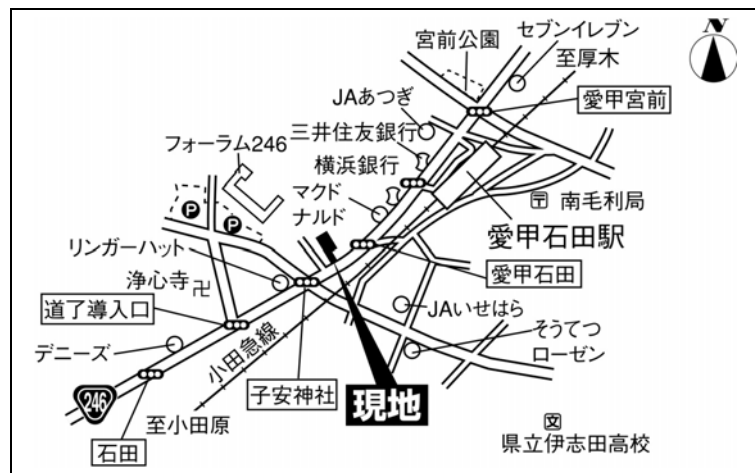 N
セブンイレブン
宮前公園
至厚木
JAあつぎ
愛甲宮前
三井住友銀行
フォーラム246
横浜銀行
マクド
ナルド
P
P
〒 南毛利局
愛甲石田駅
リンガーハット
愛甲石田
浄心寺 卍
JAいせはら
道了導入口
そうてつ
ローゼン
デニーズ
小田急線
子安神社
現地
246
至小田原
石田
文
県立伊志田高校